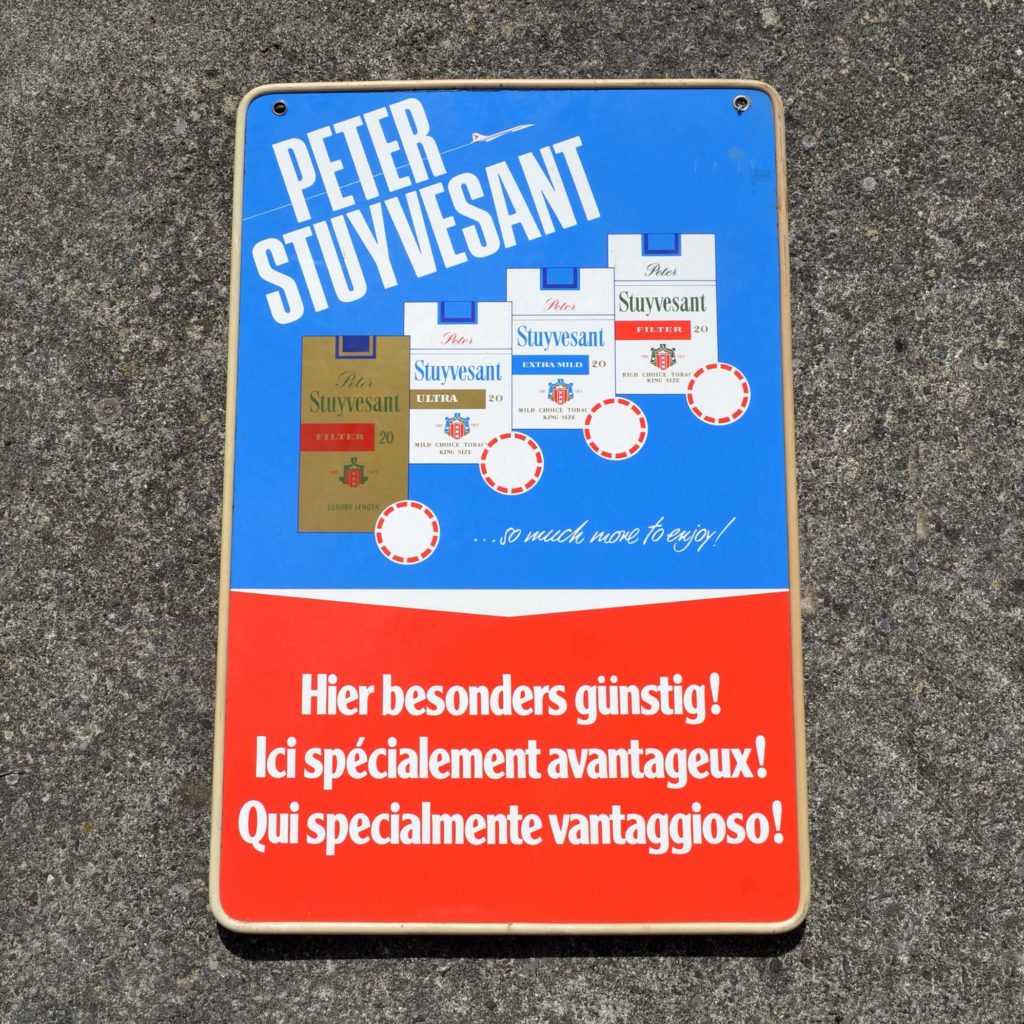 PETER
STUYVESANT
Peter
Stuyvesant
FILTER 20
RICH CHOICE TOBAC
KING SIZE
Peter
Stuyvesant
EXTRA MILD 20
MILD CHOICE TOBAC
KING SIZE
Peter
Stuyvesant
ULTRA 20
MILD CHOICE TOBAC
KING SIZE
Peter
Stuyvesant
FILTER 20
LUXURY LENGTH
...so much more to enjoy!
Hier besonders günstig!
Ici spécialement avantageux!
Qui specialmente vantaggioso!